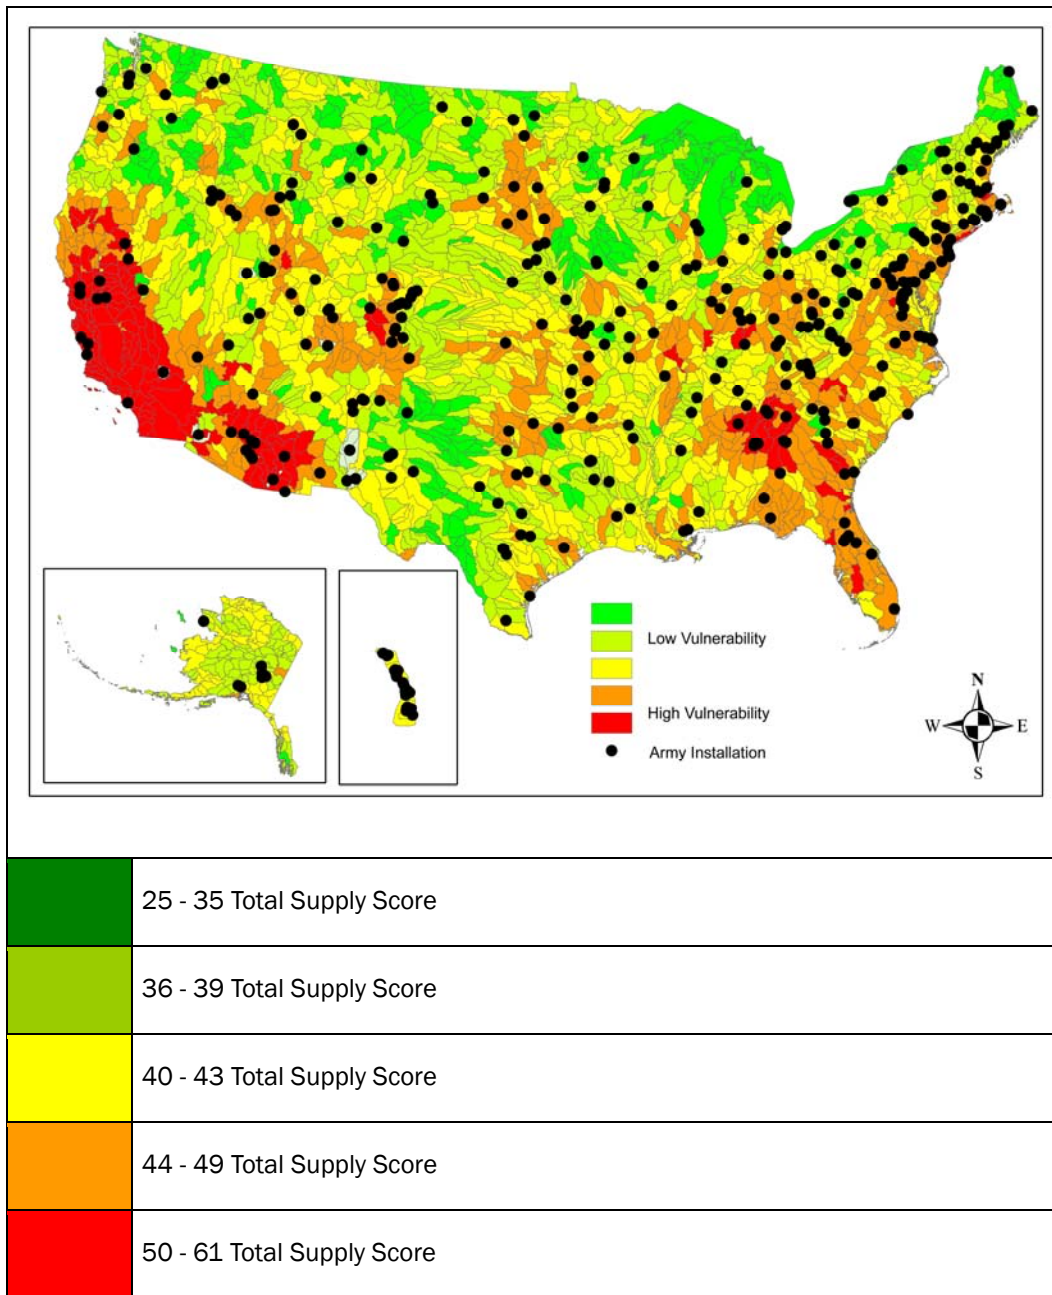 Low Vulnerability
High Vulnerability
Army Installation
N
W E
S
25 - 35 Total Supply Score
36 - 39 Total Supply Score
40 - 43 Total Supply Score
44 - 49 Total Supply Score
50 - 61 Total Supply Score